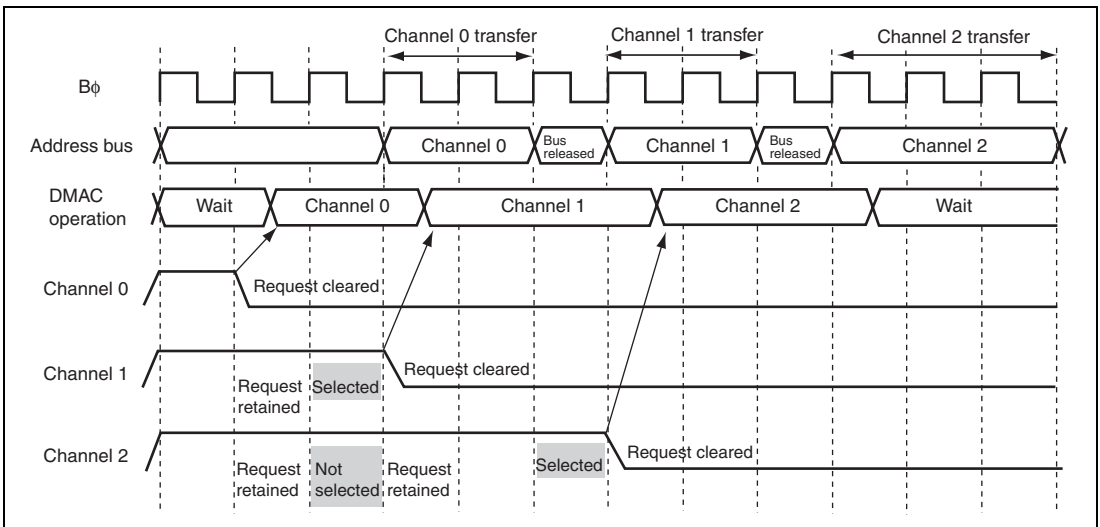 Channel 0 transfer Channel 1 transfer Channel 2 transfer
Bφ
Address bus Channel 0 Bus released Channel 1 Bus released Channel 2
DMAC operation Wait Channel 0 Channel 1 Channel 2 Wait
Channel 0 Request cleared
Channel 1 Request retained Selected Request cleared
Channel 2 Request retained Not selected Request retained Selected Request cleared